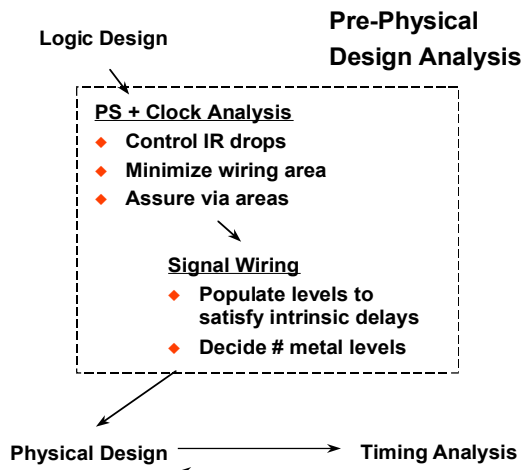 Pre-Physical
Design Analysis
Logic Design
PS + Clock Analysis
Control IR drops
Minimize wiring area
Assure via areas
Signal Wiring
Populate levels to
satisfy intrinsic delays
Decide # metal levels
Physical Design
Timing Analysis